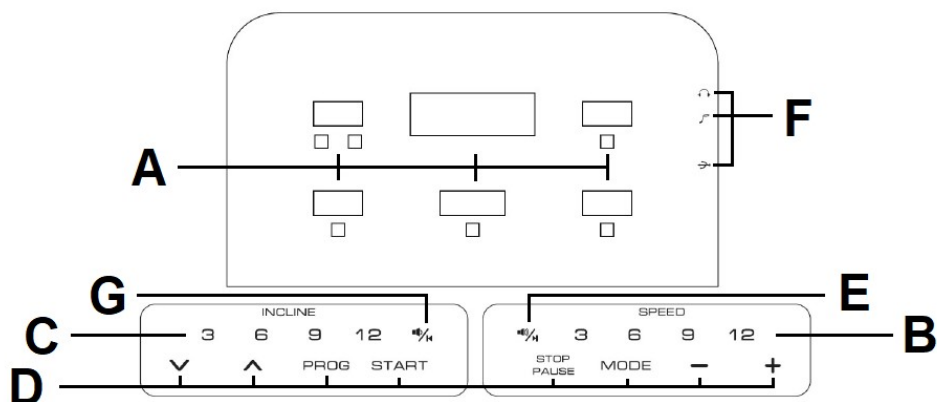 A
F
G
E
INCLINE
SPEED
C
3 6 9 12
3 6 9 12
B
D
PROG START
STOP
PAUSE
MODE - +